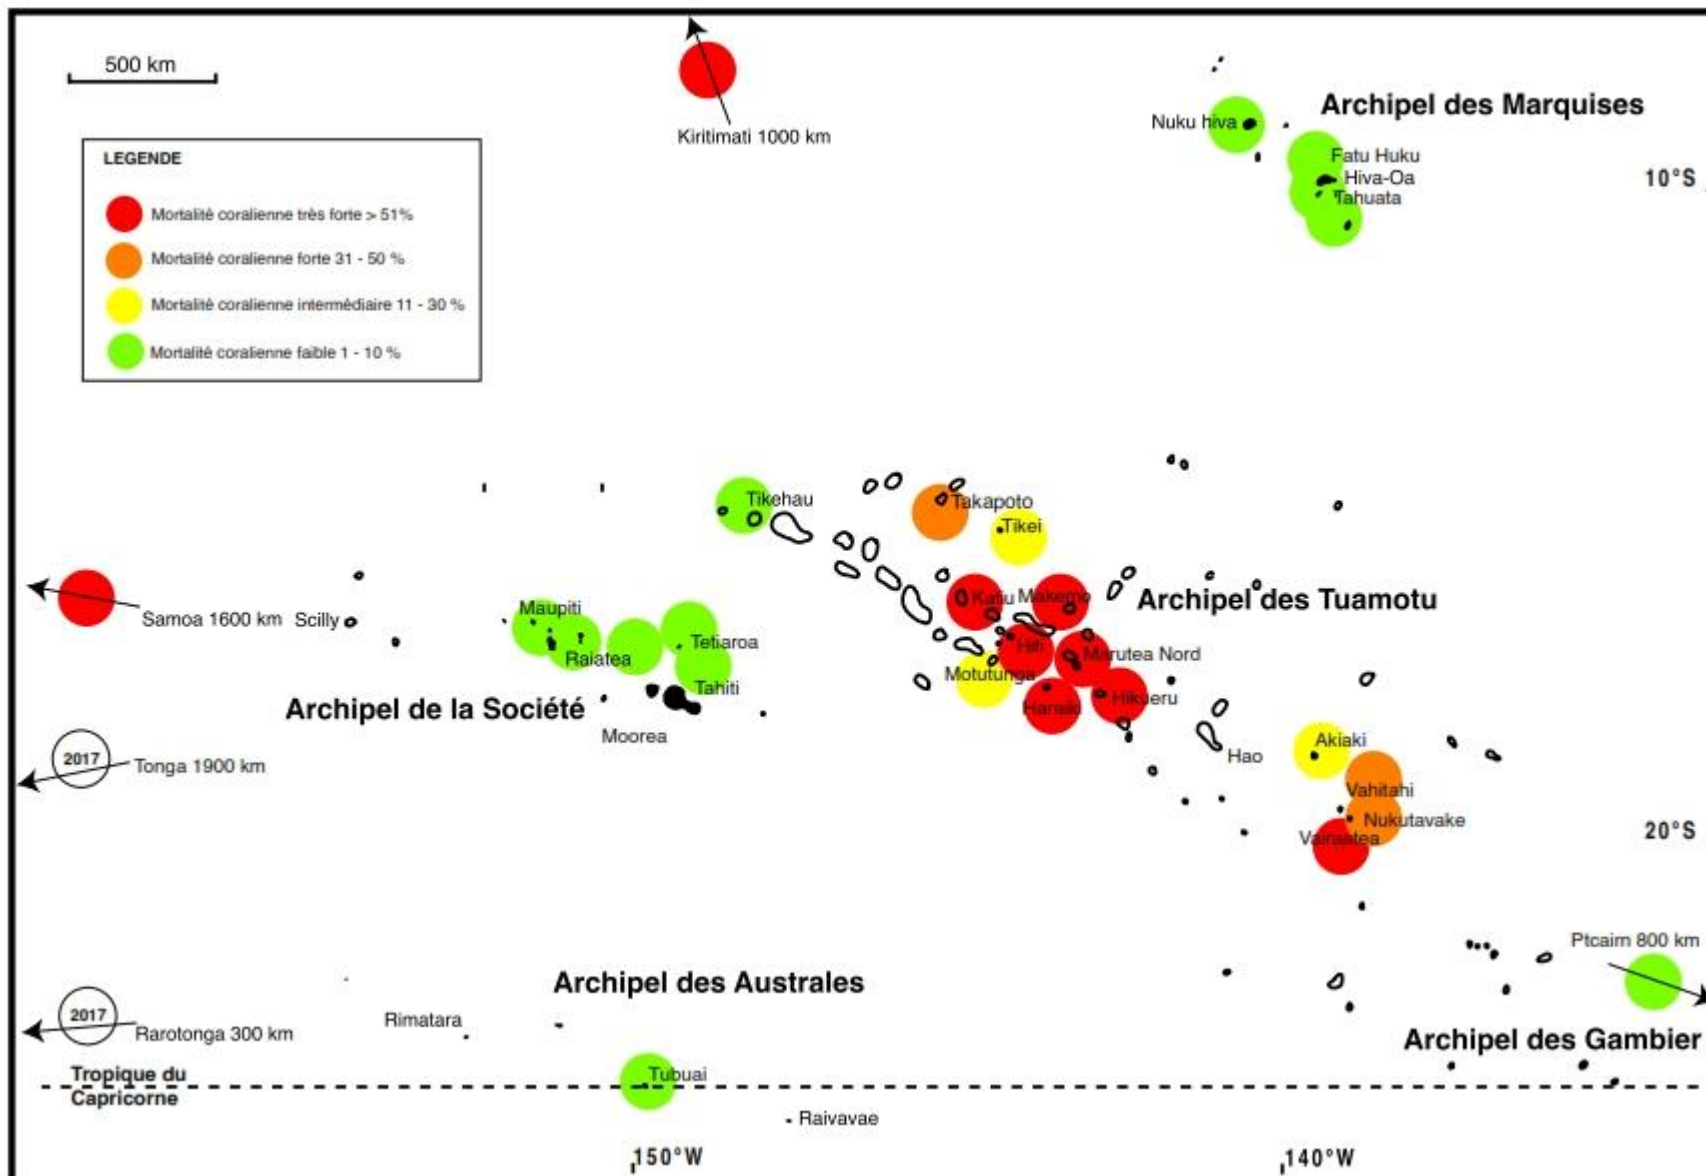 500 km
Kiritimati 1000 km
Archipel des Marquises
Nuku hiva
Fatu Huku
Hiva-Oa
Tahuata
10°S
LEGENDE
Mortalité coralienne très forte > 51%
Mortalité coralienne forte 31 - 50 %
Mortalité coralienne intermédiaire 11 - 30 %
Mortalité coralienne faible 1 - 10 %
Tikehau
Takapoto
Tikei
Samoa 1600 km
Scilly
Maupiti
Raiatea
Tetiaroa
Tahiti
Moorea
Archipel de la Société
Katiu
Makemo
Archipel des Tuamotu
Hiti
Marutea Nord
Motutunga
Haraiki
Hikueru
Hao
Akiaki
Vahitahi
Nukutavake
Vairaatea
20°S
2017
Tonga 1900 km
Archipel des Australes
Ptcairn 800 km
2017
Rarotonga 300 km
Rimatara
Archipel des Gambier
Tropique du
Capricorne
Tubuai
Raivavae
150°W
140°W